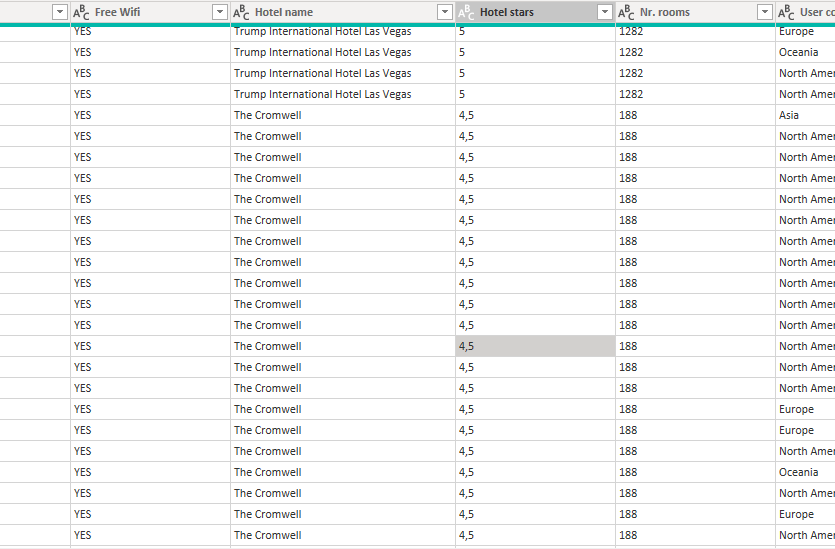 Free Wifi Hotel name Hotel stars Nr. rooms User co
YES Trump International Hotel Las Vegas 5 1282 Europe
YES Trump International Hotel Las Vegas 5 1282 Oceania
YES Trump International Hotel Las Vegas 5 1282 North Amer
YES Trump International Hotel Las Vegas 5 1282 North Amer
YES The Cromwell 4,5 188 Asia
YES The Cromwell 4,5 188 North Amer
YES The Cromwell 4,5 188 North Amer
YES The Cromwell 4,5 188 North Amer
YES The Cromwell 4,5 188 North Amer
YES The Cromwell 4,5 188 North Amer
YES The Cromwell 4,5 188 North Amer
YES The Cromwell 4,5 188 North Amer
YES The Cromwell 4,5 188 North Amer
YES The Cromwell 4,5 188 North Amer
YES The Cromwell 4,5 188 North Amer
YES The Cromwell 4,5 188 North Amer
YES The Cromwell 4,5 188 North Amer
YES The Cromwell 4,5 188 North Amer
YES The Cromwell 4,5 188 Europe
YES The Cromwell 4,5 188 Europe
YES The Cromwell 4,5 188 North Amer
YES The Cromwell 4,5 188 Oceania
YES The Cromwell 4,5 188 North Amer
YES The Cromwell 4,5 188 Europe
YES The Cromwell 4,5 188 North Amer